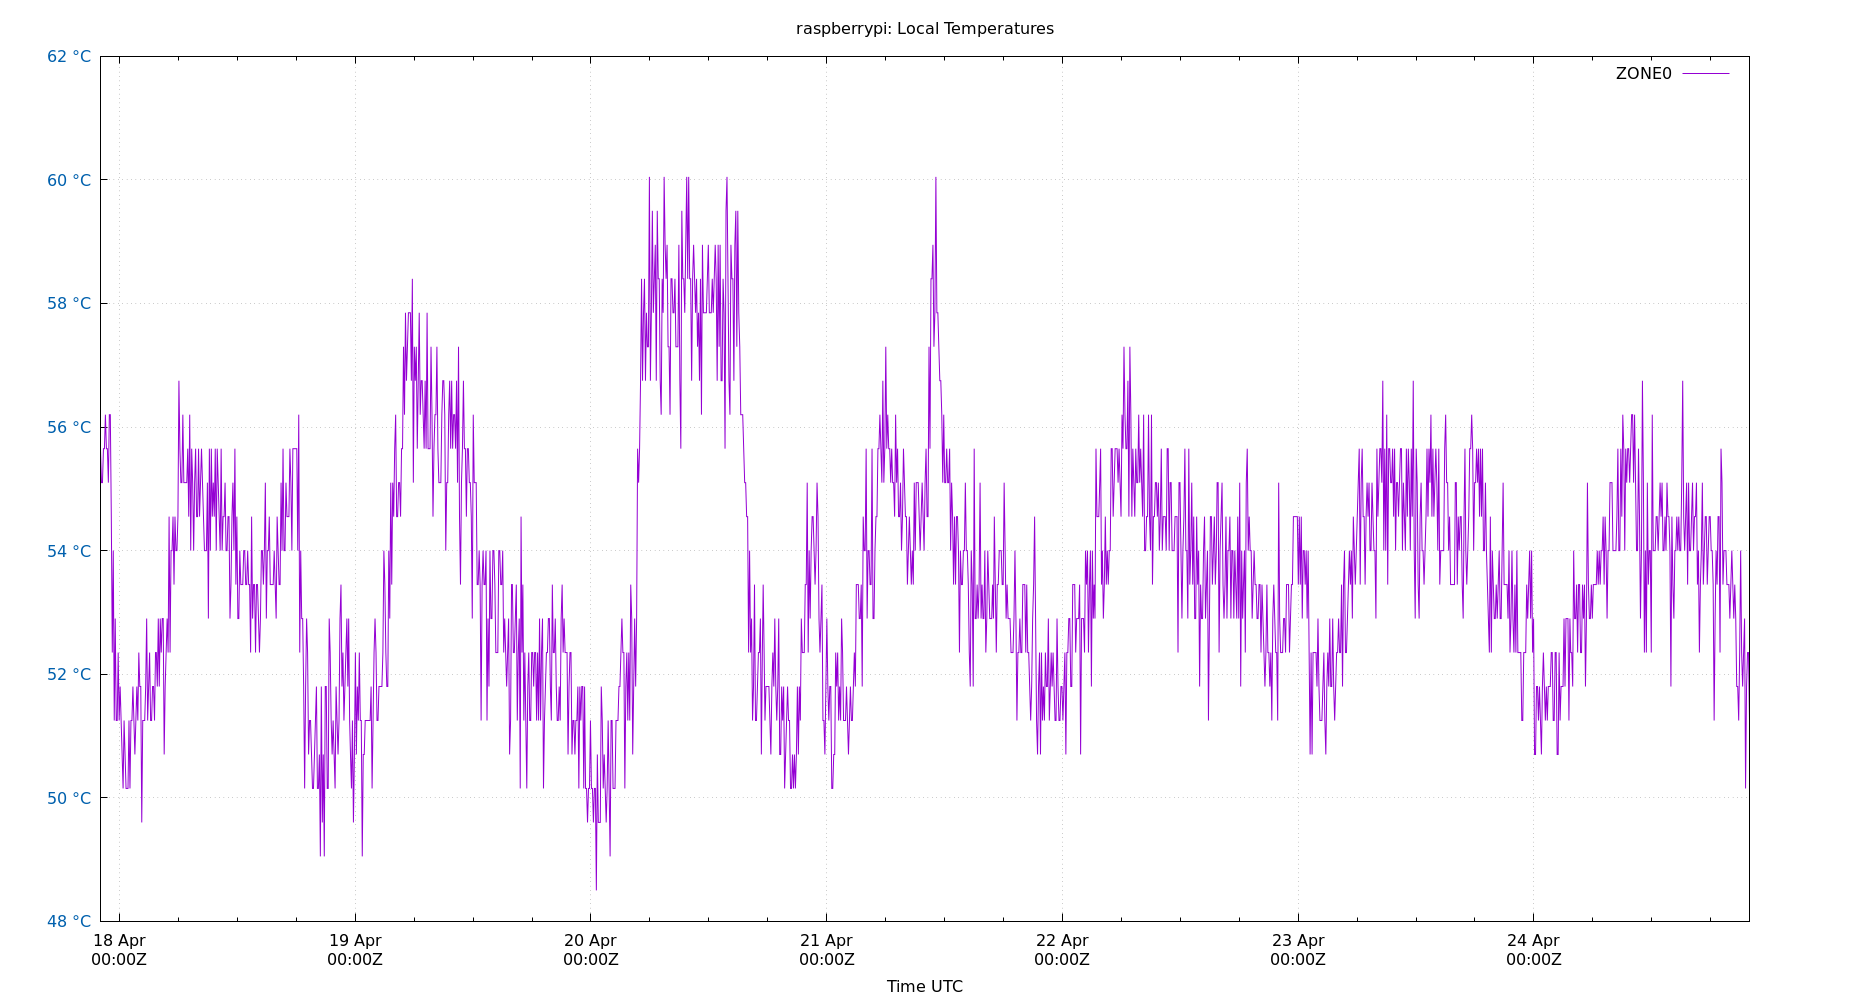 raspberrypi: Local Temperatures
62 °C
ZONE0
60 °C
58 °C
56 °C
54 °C
52 °C
50 °C
48 °C
18 Apr 19 Apr 20 Apr 21 Apr 22 Apr 23 Apr 24 Apr
00:00Z 00:00Z 00:00Z 00:00Z 00:00Z 00:00Z 00:00Z
Time UTC